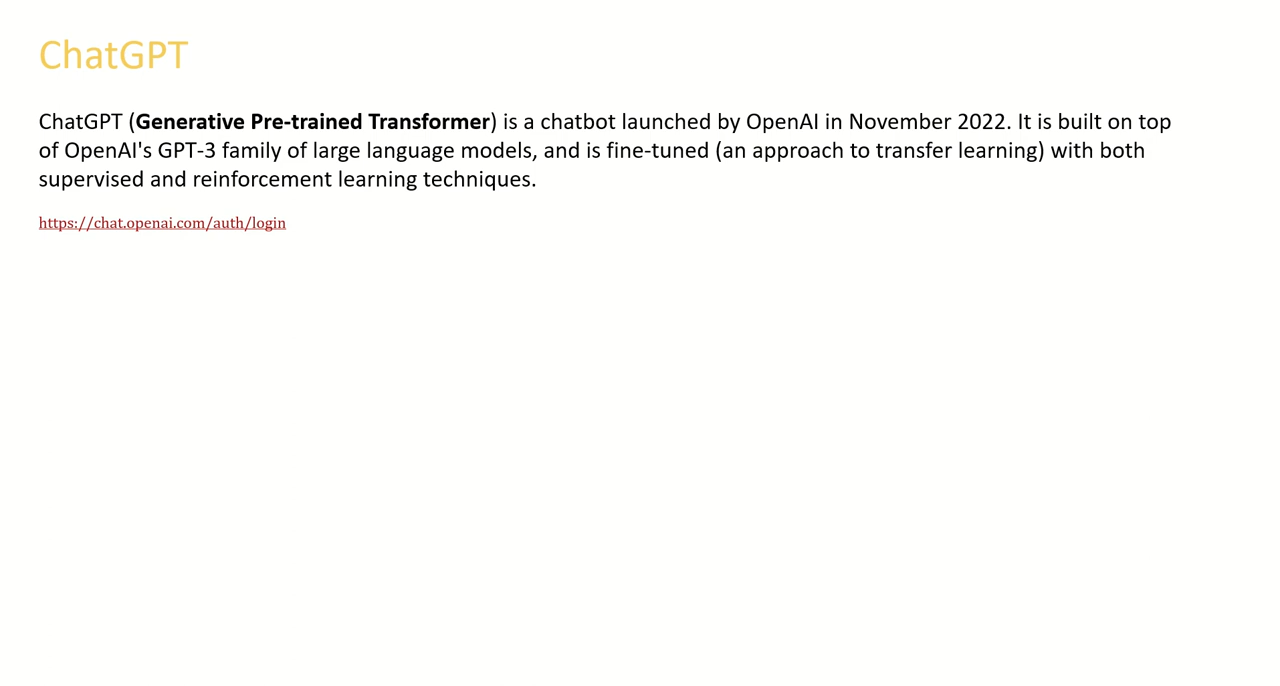 ChatGPT
ChatGPT (Generative Pre-trained Transformer) is a chatbot launched by OpenAI in November 2022. It is built on top
of OpenAI's GPT-3 family of large language models, and is fine-tuned (an approach to transfer learning) with both
supervised and reinforcement learning techniques.
https://chat.openai.com/auth/login